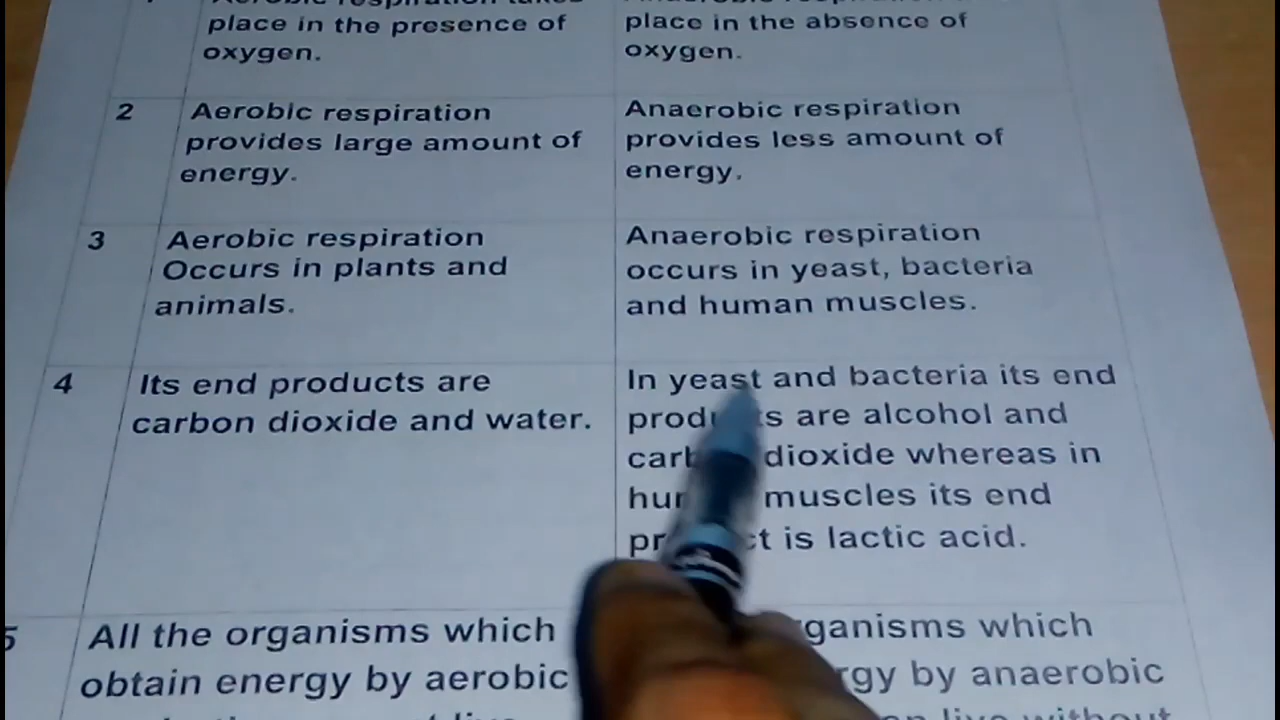 place in the presence of
oxygen.
place in the absence of
oxygen.
2
Aerobic respiration
provides large amount of
energy.
Anaerobic respiration
provides less amount of
energy.
3
Aerobic respiration
Occurs in plants and
animals.
Anaerobic respiration
occurs in yeast, bacteria
and human muscles.
4
Its end products are
carbon dioxide and water.
In yeast and bacteria its end
are alcohol and
dioxide whereas in
muscles its end
is lactic acid.
5
All the organisms which
obtain energy by aerobic
which
by anaerobic